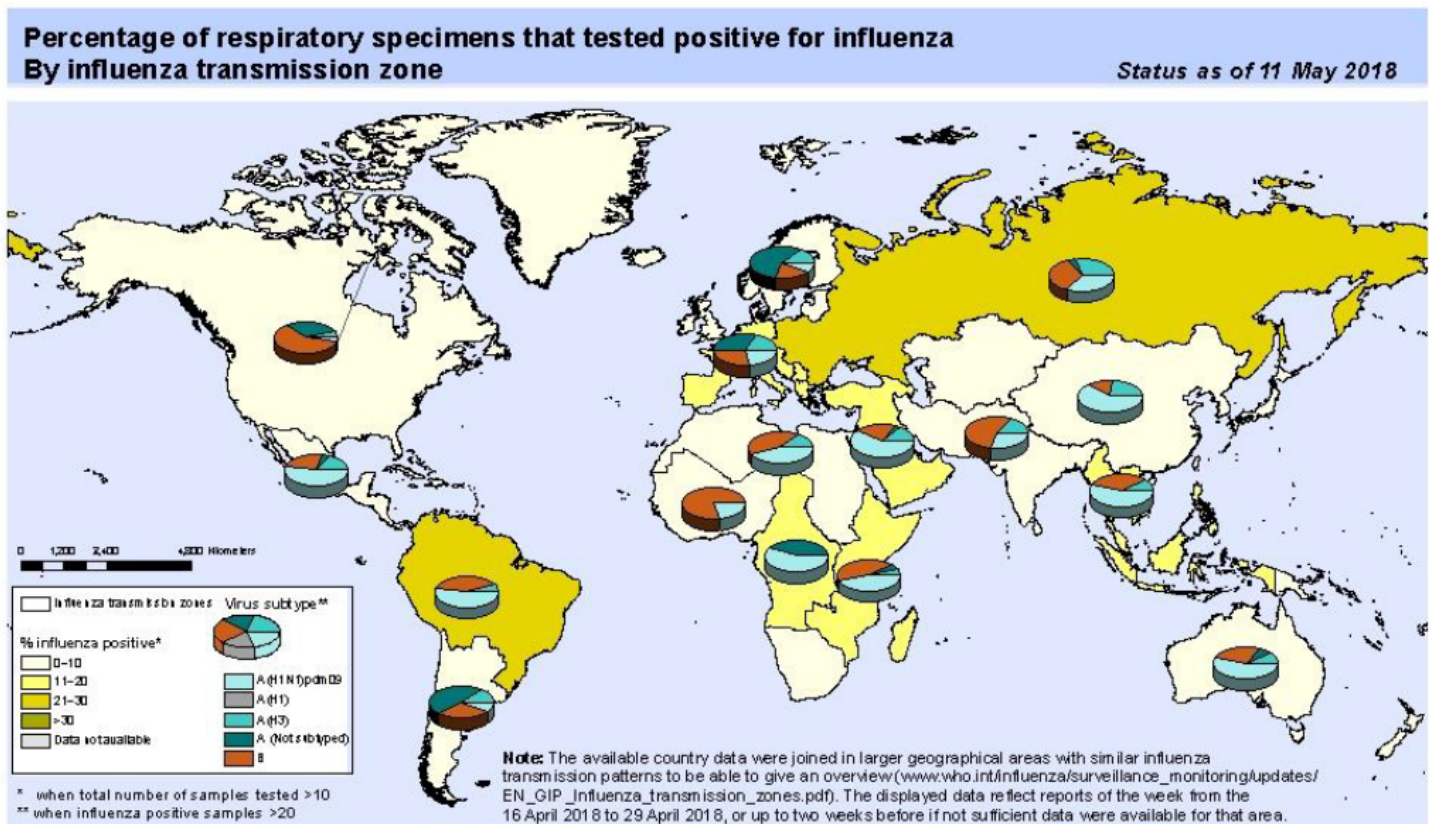 Percentage of respiratory specimens that tested positive for influenza
By influenza transmission zone
Status as of 11 May 2018
0 1,200 2,400 4,800 Kilometers
Influenza transmission zones
Virus subtype**
% influenza positive*
0-10
11-20
21-30
>30
Data not available
A(H1N1)pdm09
A(H1)
A(H3)
A (Not subtyped)
B
* when total number of samples tested >10
** when influenza positive samples >20
Note: The available country data were joined in larger geographical areas with similar influenza
transmission patterns to be able to give an overview (www.who.int/influenza/surveillance_monitoring/updates/
EN_GIP_Influenza_transmission_zones.pdf). The displayed data reflect reports of the week from the
16 April 2018 to 29 April 2018, or up to two weeks before if not sufficient data were available for that area.